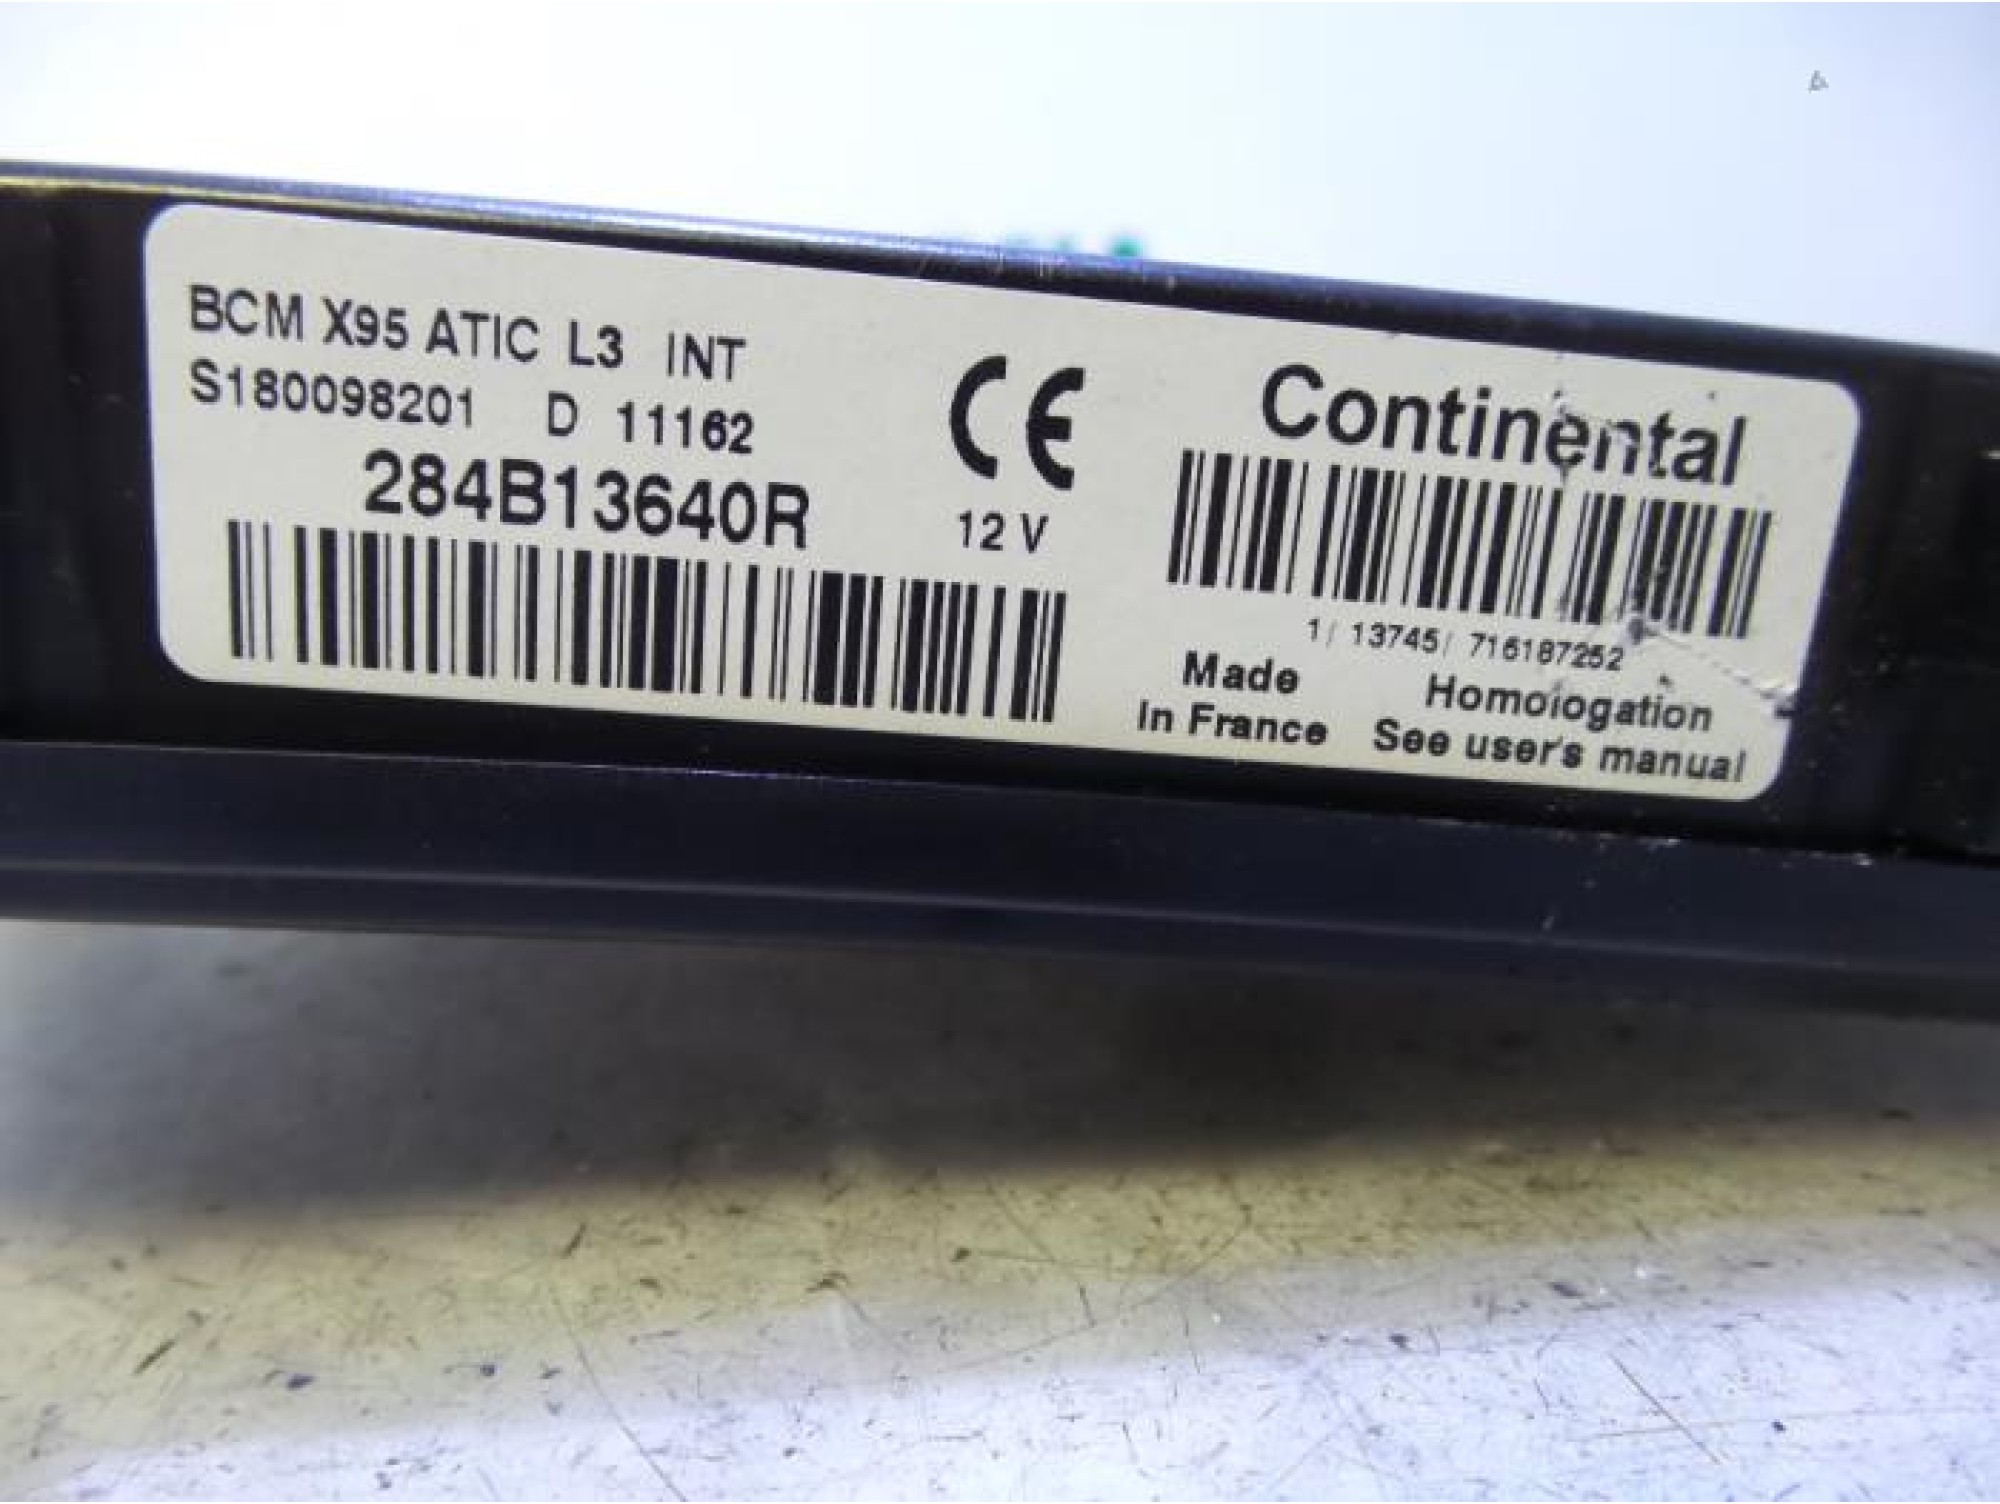 BCM X95 ATIC L3 INT
S180098201 D 11162
284B13640R
CE
12 V
Continental
1/ 13745/ 716187252
Made
in France
Homologation
See user's manual